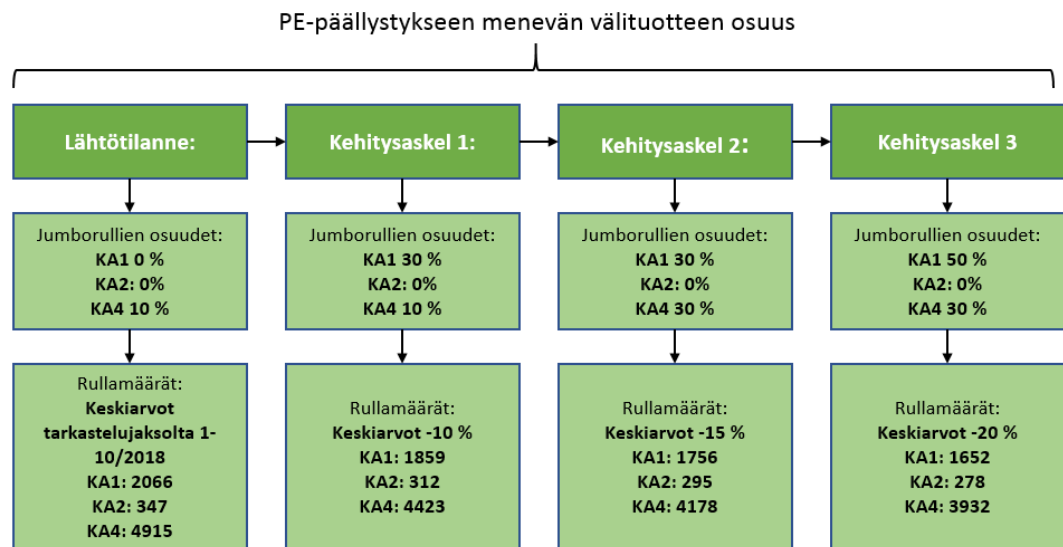 PE-päällystykseen menevän välituotteen osuus
Lähtötilanne:
Kehitysaskel 1:
Kehitysaskel 2:
Kehitysaskel 3
Jumborullien osuudet:
KA1 0 %
KA2: 0%
KA4 10 %
Jumborullien osuudet:
KA1 30 %
KA2: 0%
KA4 10 %
Jumborullien osuudet:
KA1 30 %
KA2: 0%
KA4 30 %
Jumborullien osuudet:
KA1 50 %
KA2: 0%
KA4 30 %
Rullamäärät:
Keskiarvot
tarkastelujaksolta 1-
10/2018
KA1: 2066
KA2: 347
KA4: 4915
Rullamäärät:
Keskiarvot -10 %
KA1: 1859
KA2: 312
KA4: 4423
Rullamäärät:
Keskiarvot -15 %
KA1: 1756
KA2: 295
KA4: 4178
Rullamäärät:
Keskiarvot -20 %
KA1: 1652
KA2: 278
KA4: 3932